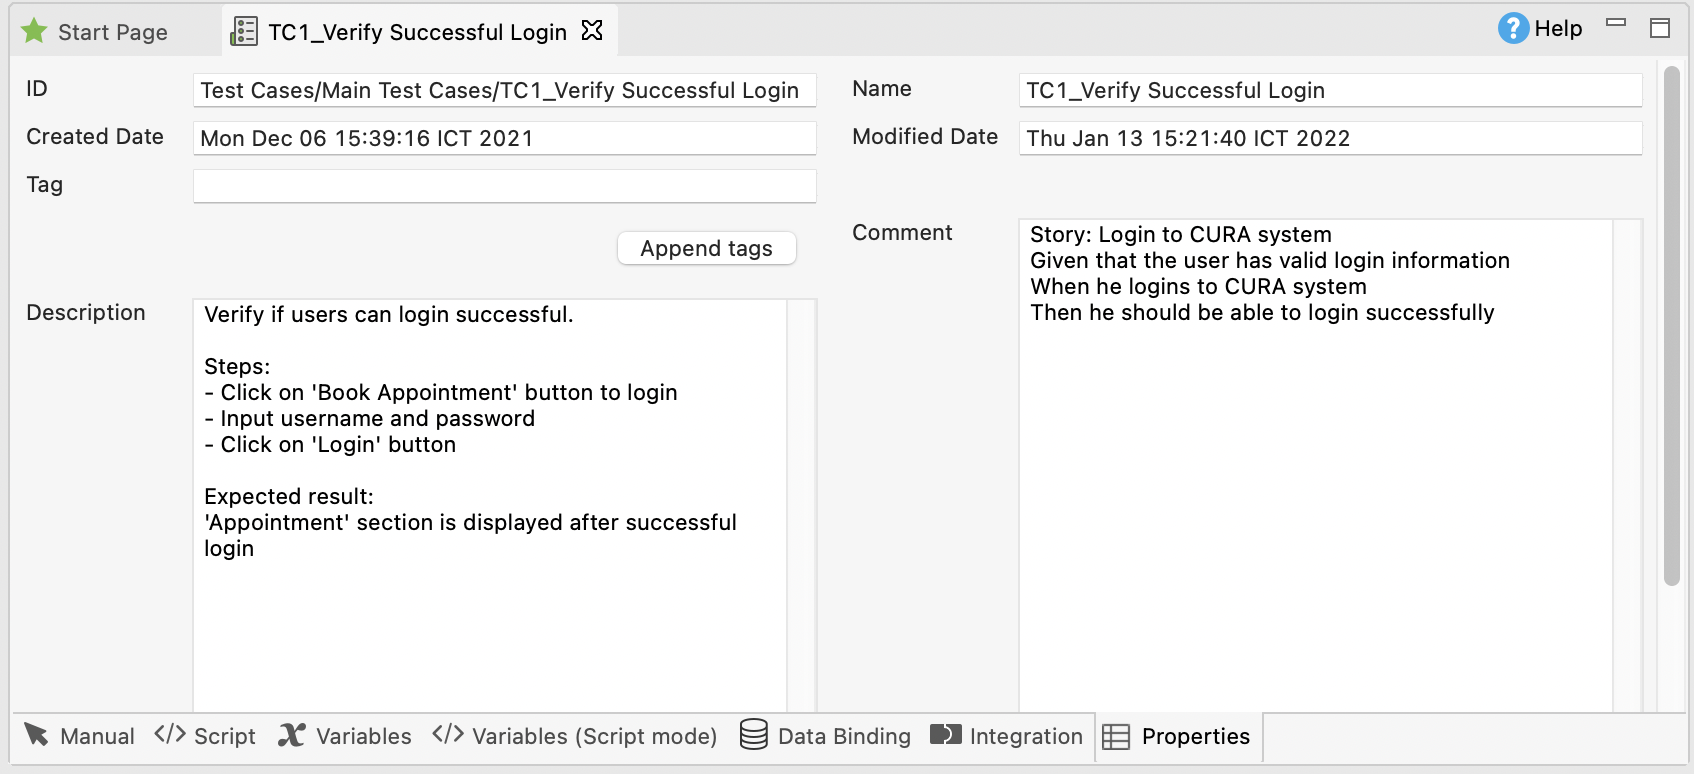 Start Page
TC1_Verify Successful Login
? Help
ID
Test Cases/Main Test Cases/TC1_Verify Successful Login
Name
TC1_Verify Successful Login
Created Date
Mon Dec 06 15:39:16 ICT 2021
Modified Date
Thu Jan 13 15:21:40 ICT 2022
Tag
Append tags
Comment
Story: Login to CURA system
Given that the user has valid login information
When he logins to CURA system
Then he should be able to login successfully
Description
Verify if users can login successful.
Steps:
- Click on 'Book Appointment' button to login
- Input username and password
- Click on 'Login' button
Expected result:
'Appointment' section is displayed after successful
login
Manual
</> Script
x Variables
</> Variables (Script mode)
Data Binding
Integration
Properties